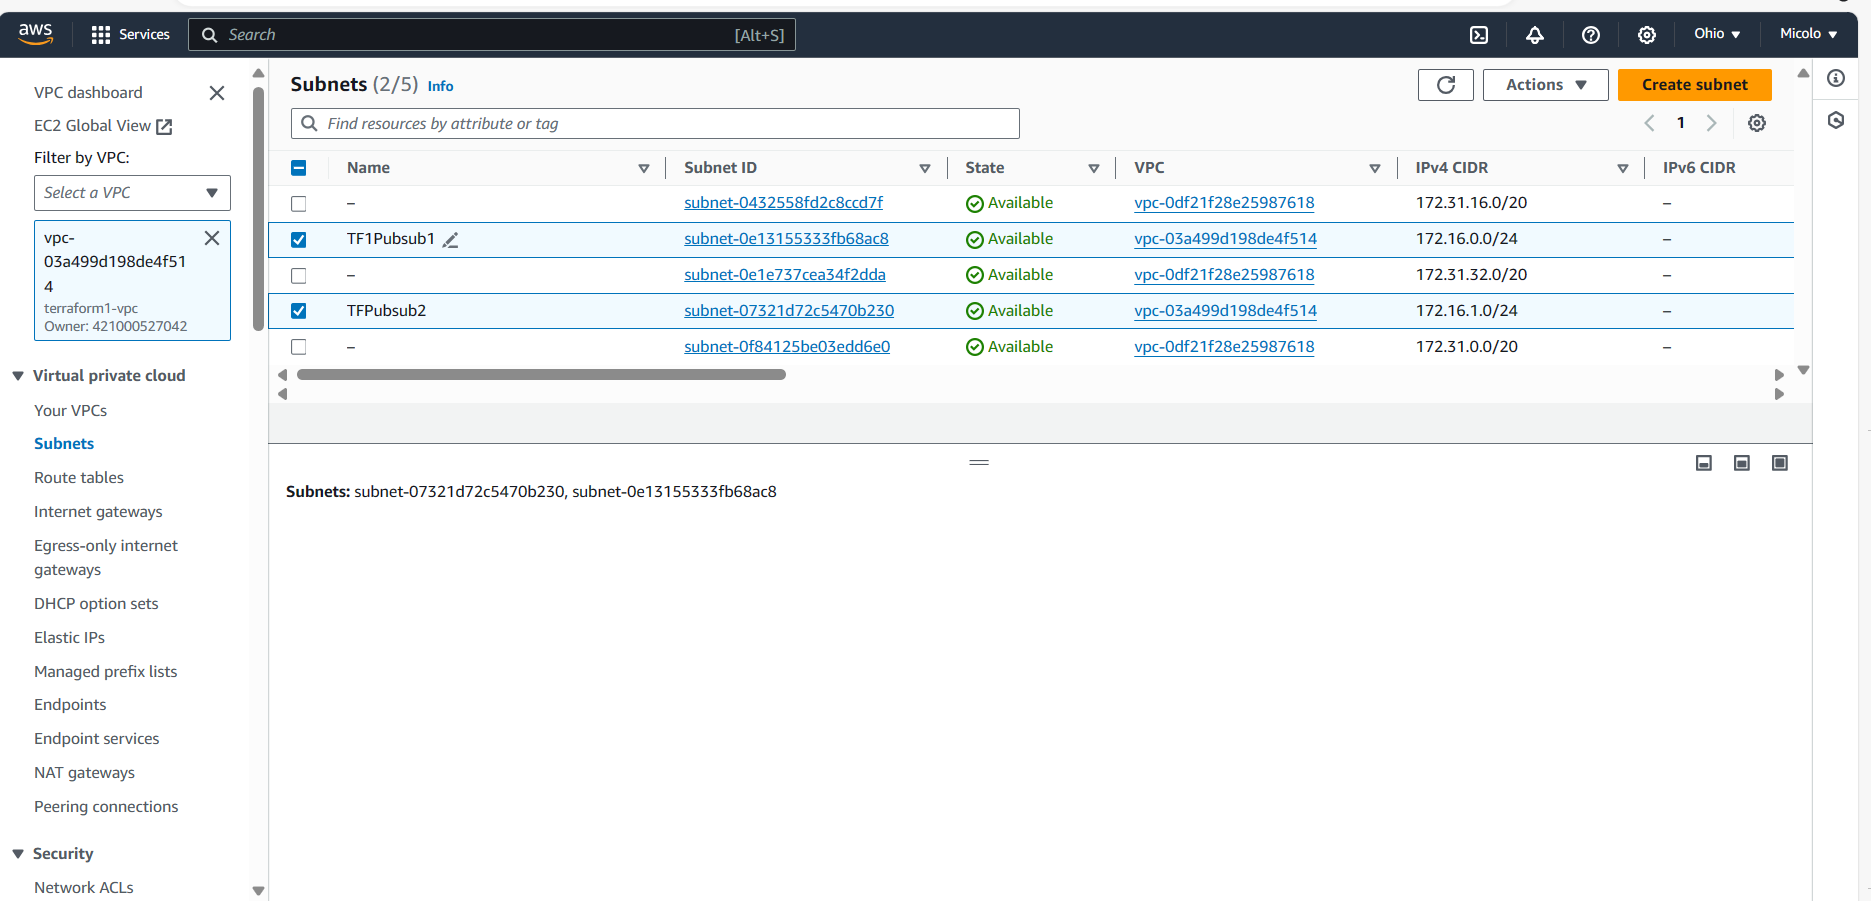 aws
Services
Search
[Alt+S]
Ohio
Micolo
VPC dashboard
EC2 Global View
Filter by VPC:
Select a VPC
vpc-
03a499d198de4f51
4
terraform1-vpc
Owner: 421000527042
Virtual private cloud
Your VPCs
Subnets
Route tables
Internet gateways
Egress-only internet
gateways
DHCP option sets
Elastic IPs
Managed prefix lists
Endpoints
Endpoint services
NAT gateways
Peering connections
Security
Network ACLs
Subnets (2/5) Info
Actions
Create subnet
Find resources by attribute or tag
1
Name Subnet ID State VPC IPv4 CIDR IPv6 CIDR
– subnet-0432558fd2c8ccd7f Available vpc-0df21f28e25987618 172.31.16.0/20 –
TF1Pubsub1 subnet-0e13155333fb68ac8 Available vpc-03a499d198de4f514 172.16.0.0/24 –
– subnet-0e1e737cea34f2dda Available vpc-0df21f28e25987618 172.31.32.0/20 –
TFPubsub2 subnet-07321d72c5470b230 Available vpc-03a499d198de4f514 172.16.1.0/24 –
– subnet-0f84125be03edd6e0 Available vpc-0df21f28e25987618 172.31.0.0/20 –
Subnets: subnet-07321d72c5470b230, subnet-0e13155333fb68ac8